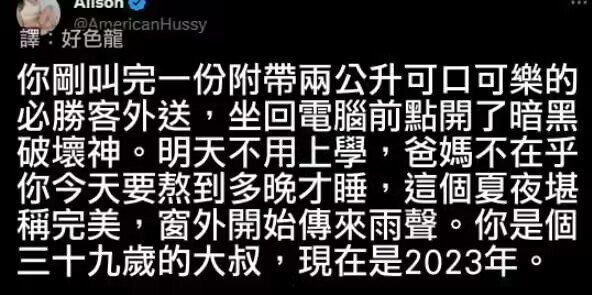 Alison
@AmericanHussy
譯：好色龍
你剛叫完一份附帶兩公升可口可樂的
必勝客外送，坐回電腦前點開了暗黑
破壞神。明天不用上學，爸媽不在乎
你今天要熬到多晚才睡，這個夏夜堪
稱完美，窗外開始傳來雨聲。你是個
三十九歲的大叔，現在是2023年。